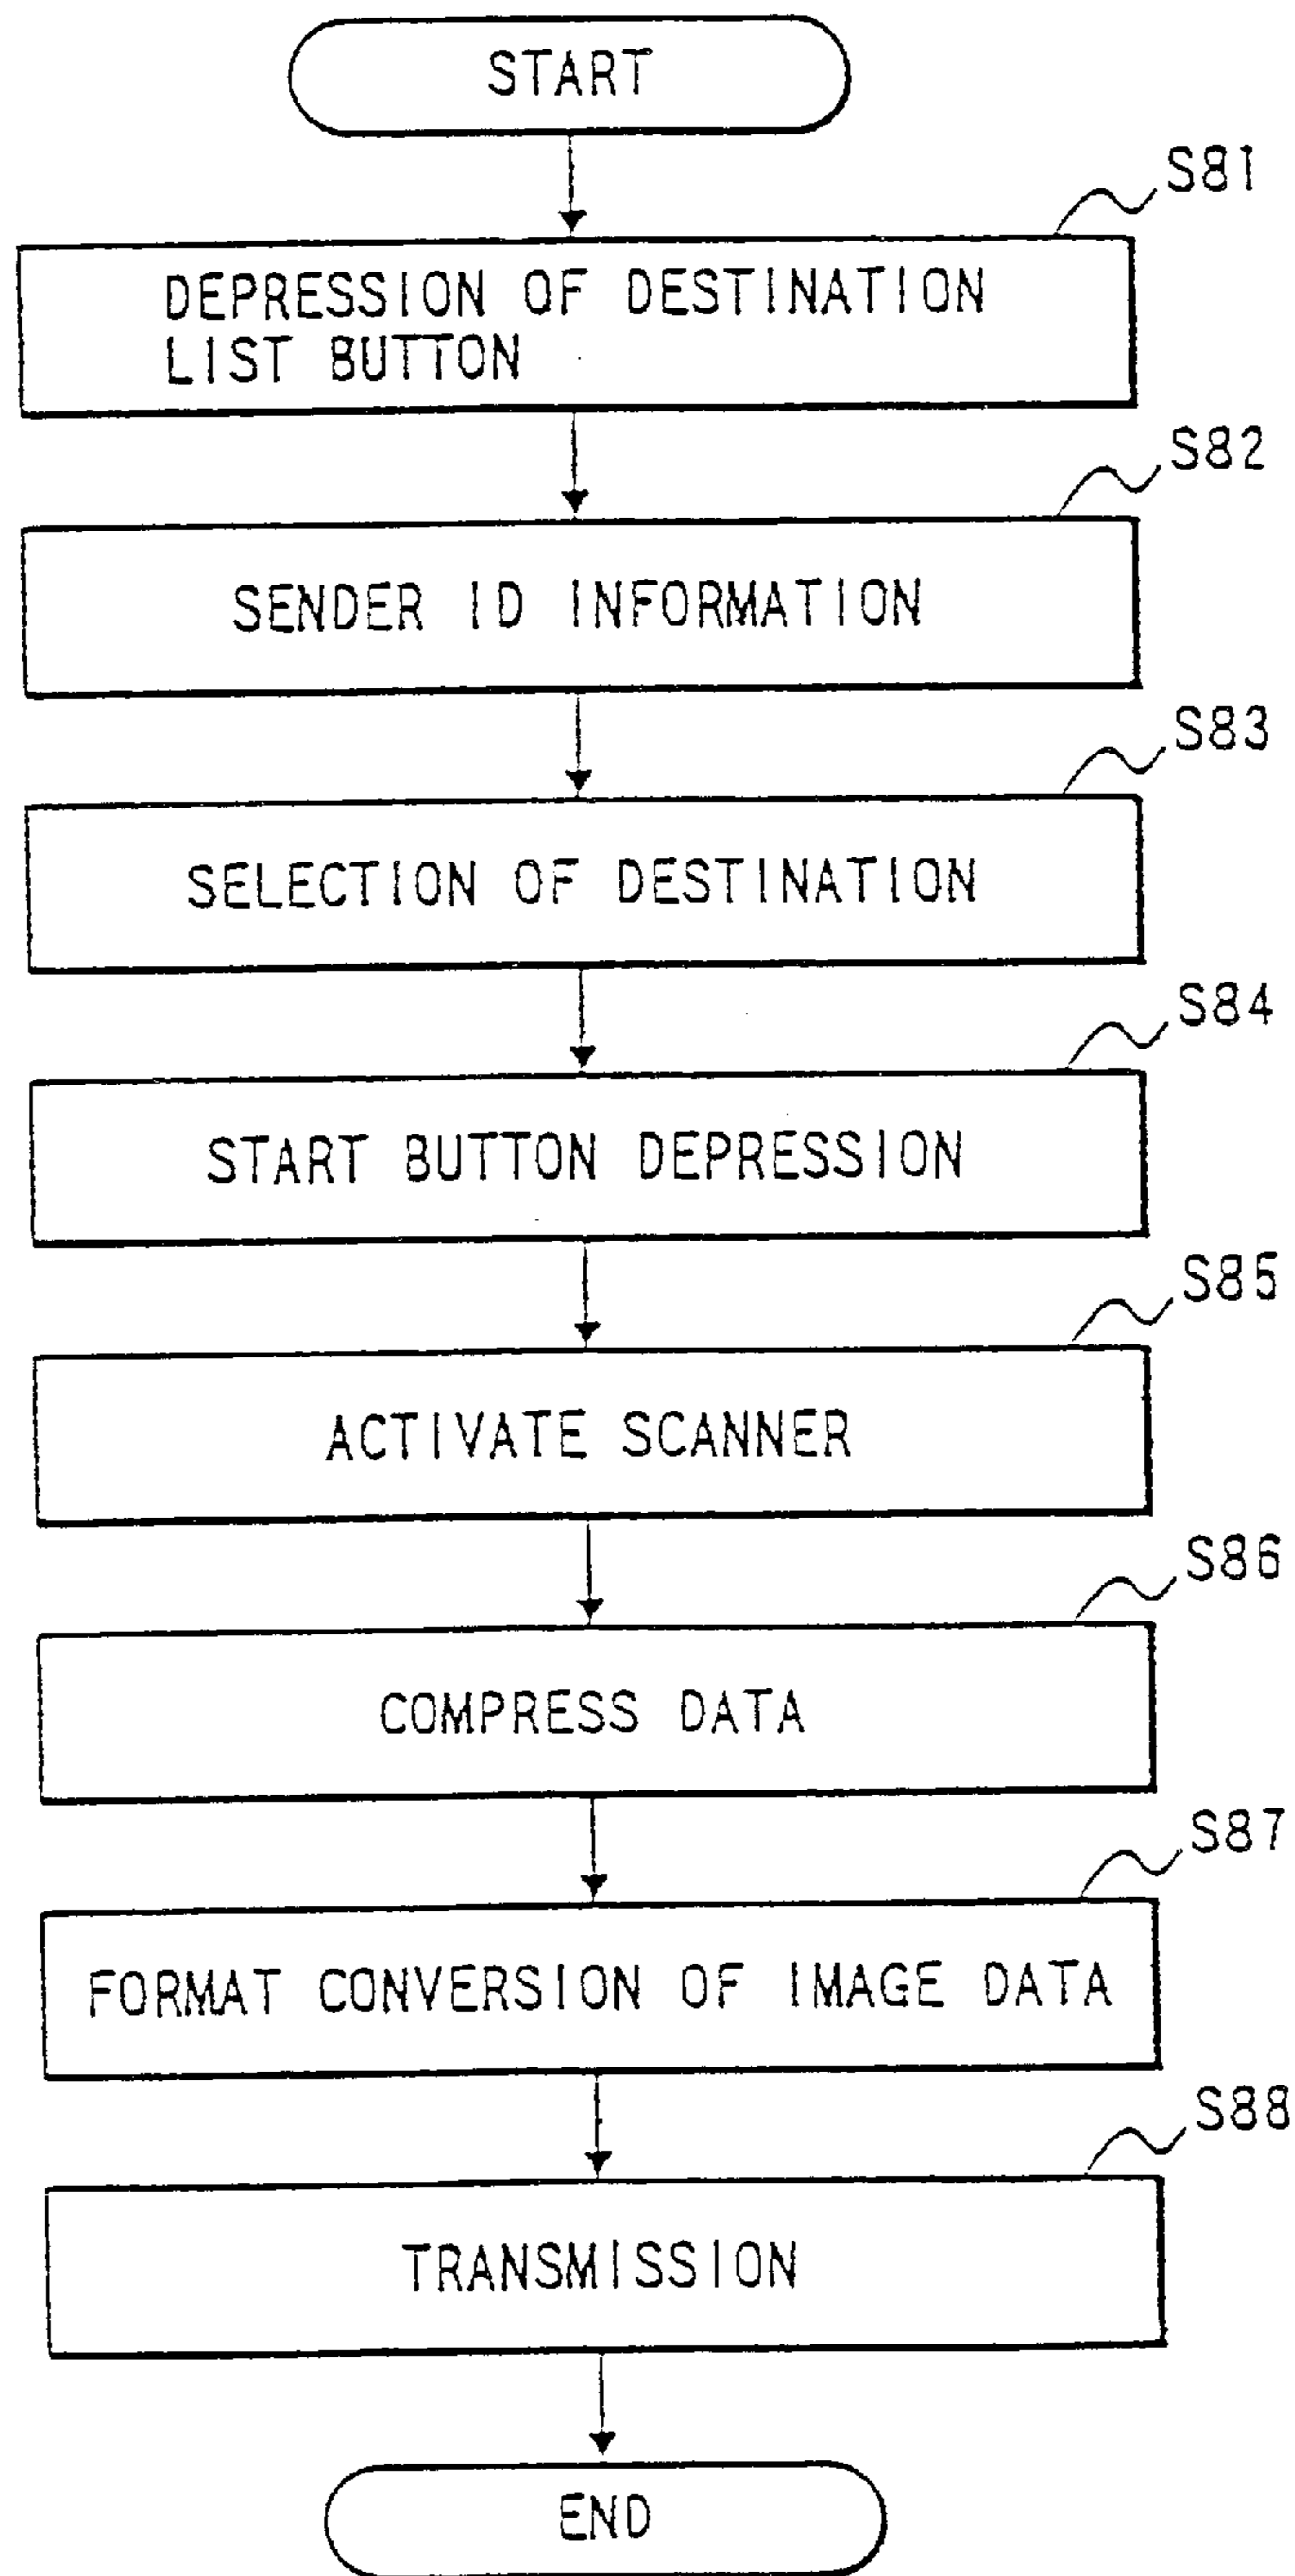 START
S81
DEPRESSION OF DESTINATION
LIST BUTTON
S82
SENDER ID INFORMATION
S83
SELECTION OF DESTINATION
S84
START BUTTON DEPRESSION
S85
ACTIVATE SCANNER
S86
COMPRESS DATA
S87
FORMAT CONVERSION OF IMAGE DATA
S88
TRANSMISSION
END